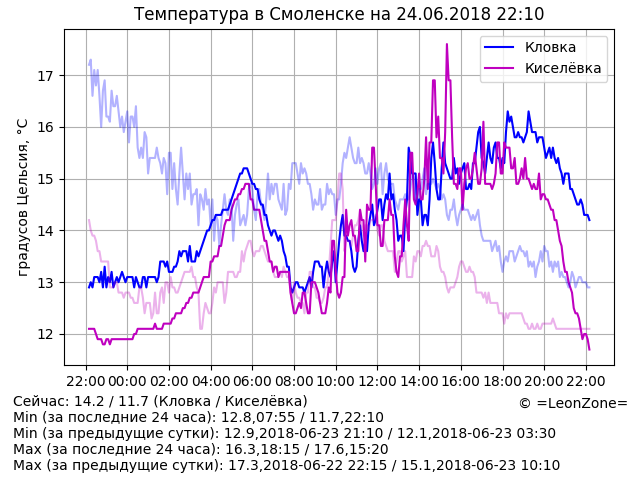 Температура в Смоленске на 24.06.2018 22:10
Кловка
Киселёвка
градусов Цельсия, °C
17
16
15
14
13
12
22:00 00:00 02:00 04:00 06:00 08:00 10:00 12:00 14:00 16:00 18:00 20:00 22:00
Сейчас: 14.2 / 11.7 (Кловка / Киселёвка)
© =LeonZone=
Min (за последние 24 часа): 12.8,07:55 / 11.7,22:10
Min (за предыдущие сутки): 12.9,2018-06-23 21:10 / 12.1,2018-06-23 03:30
Max (за последние 24 часа): 16.3,18:15 / 17.6,15:20
Max (за предыдущие сутки): 17.3,2018-06-22 22:15 / 15.1,2018-06-23 10:10